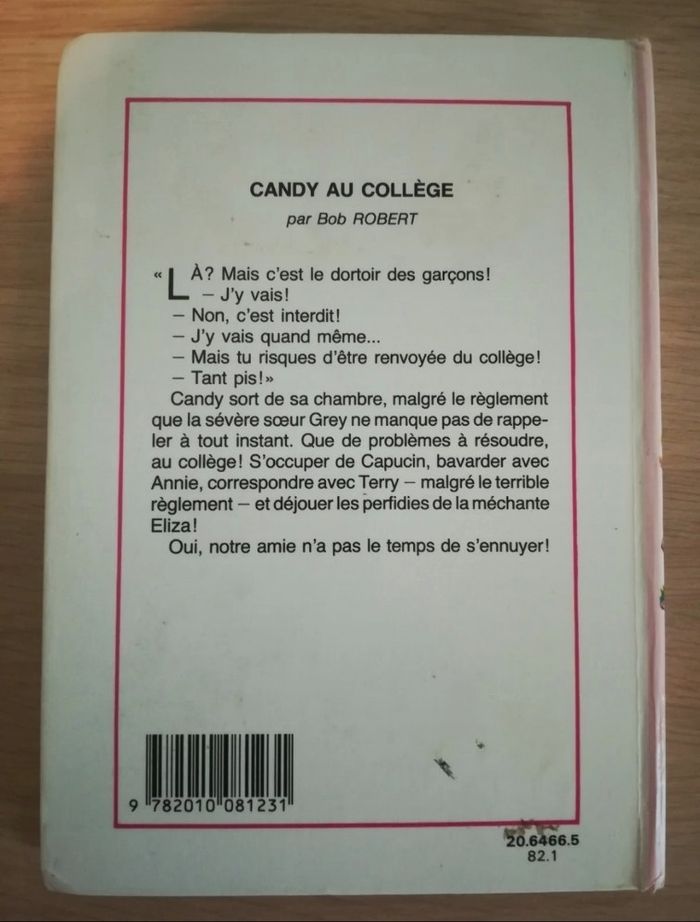 CANDY AU COLLÈGE
par Bob ROBERT
« LÀ? Mais c'est le dortoir des garçons!
– J'y vais!
– Non, c'est interdit!
– J'y vais quand même...
– Mais tu risques d'être renvoyée du collège!
– Tant pis!»
Candy sort de sa chambre, malgré le règlement
que la sévère sœur Grey ne manque pas de rappe-
ler à tout instant. Que de problèmes à résoudre,
au collège! S'occuper de Capucin, bavarder avec
Annie, correspondre avec Terry – malgré le terrible
règlement – et déjouer les perfidies de la méchante
Eliza!
Oui, notre amie n'a pas le temps de s'ennuyer!
9 782010 081231
20.6466.5
82.1